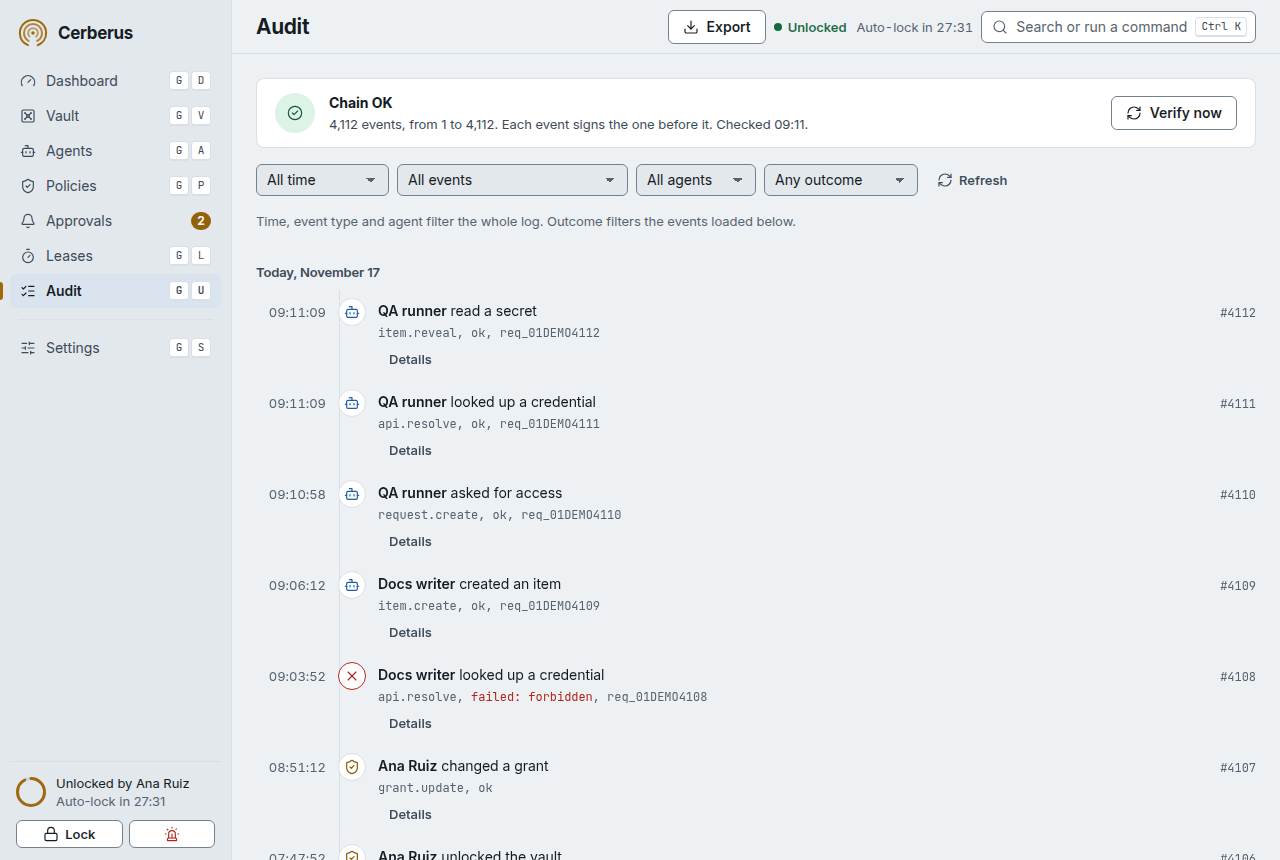 Cerberus
Dashboard G D
Vault G V
Agents G A
Policies G P
Approvals 2
Leases G L
Audit G U
Settings G S
Unlocked by Ana Ruiz
Auto-lock in 27:31
Lock
Audit
Export
Unlocked Auto-lock in 27:31
Search or run a command Ctrl K
Chain OK
4,112 events, from 1 to 4,112. Each event signs the one before it. Checked 09:11.
Verify now
All time All events All agents Any outcome Refresh
Time, event type and agent filter the whole log. Outcome filters the events loaded below.
Today, November 17
09:11:09 QA runner read a secret #4112
item.reveal, ok, req_01DEMO4112
Details
09:11:09 QA runner looked up a credential #4111
api.resolve, ok, req_01DEMO4111
Details
09:10:58 QA runner asked for access #4110
request.create, ok, req_01DEMO4110
Details
09:06:12 Docs writer created an item #4109
item.create, ok, req_01DEMO4109
Details
09:03:52 Docs writer looked up a credential #4108
api.resolve, failed: forbidden, req_01DEMO4108
Details
08:51:12 Ana Ruiz changed a grant #4107
grant.update, ok
Details
07:47:52 Ana Ruiz unlocked the vault #4106